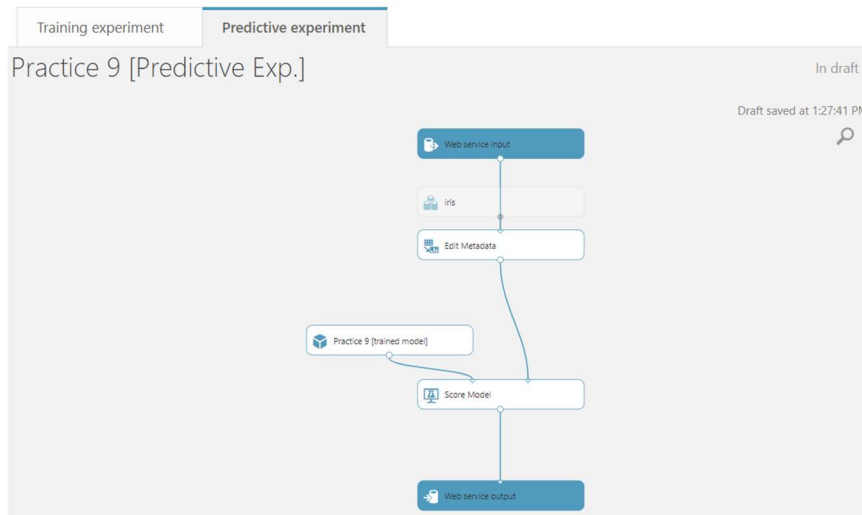 Training experiment
Predictive experiment
Practice 9 [Predictive Exp.]
In draft
Draft saved at 1:27:41 PM
Web service input
iris
Edit Metadata
Practice 9 [trained model]
Score Model
Web service output